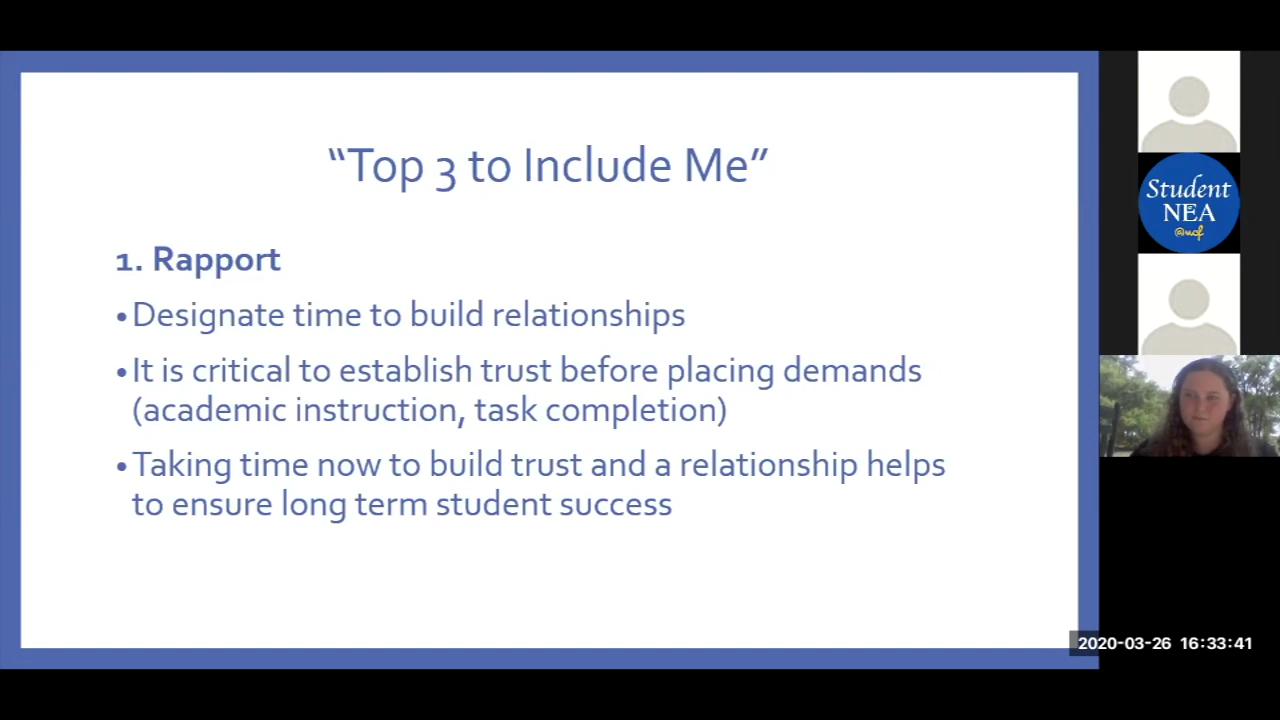 “Top 3 to Include Me”
1. Rapport
•Designate time to build relationships
•It is critical to establish trust before placing demands
(academic instruction, task completion)
•Taking time now to build trust and a relationship helps
to ensure long term student success
Student
NEA
@ucf
2020-03-26 16:33:41